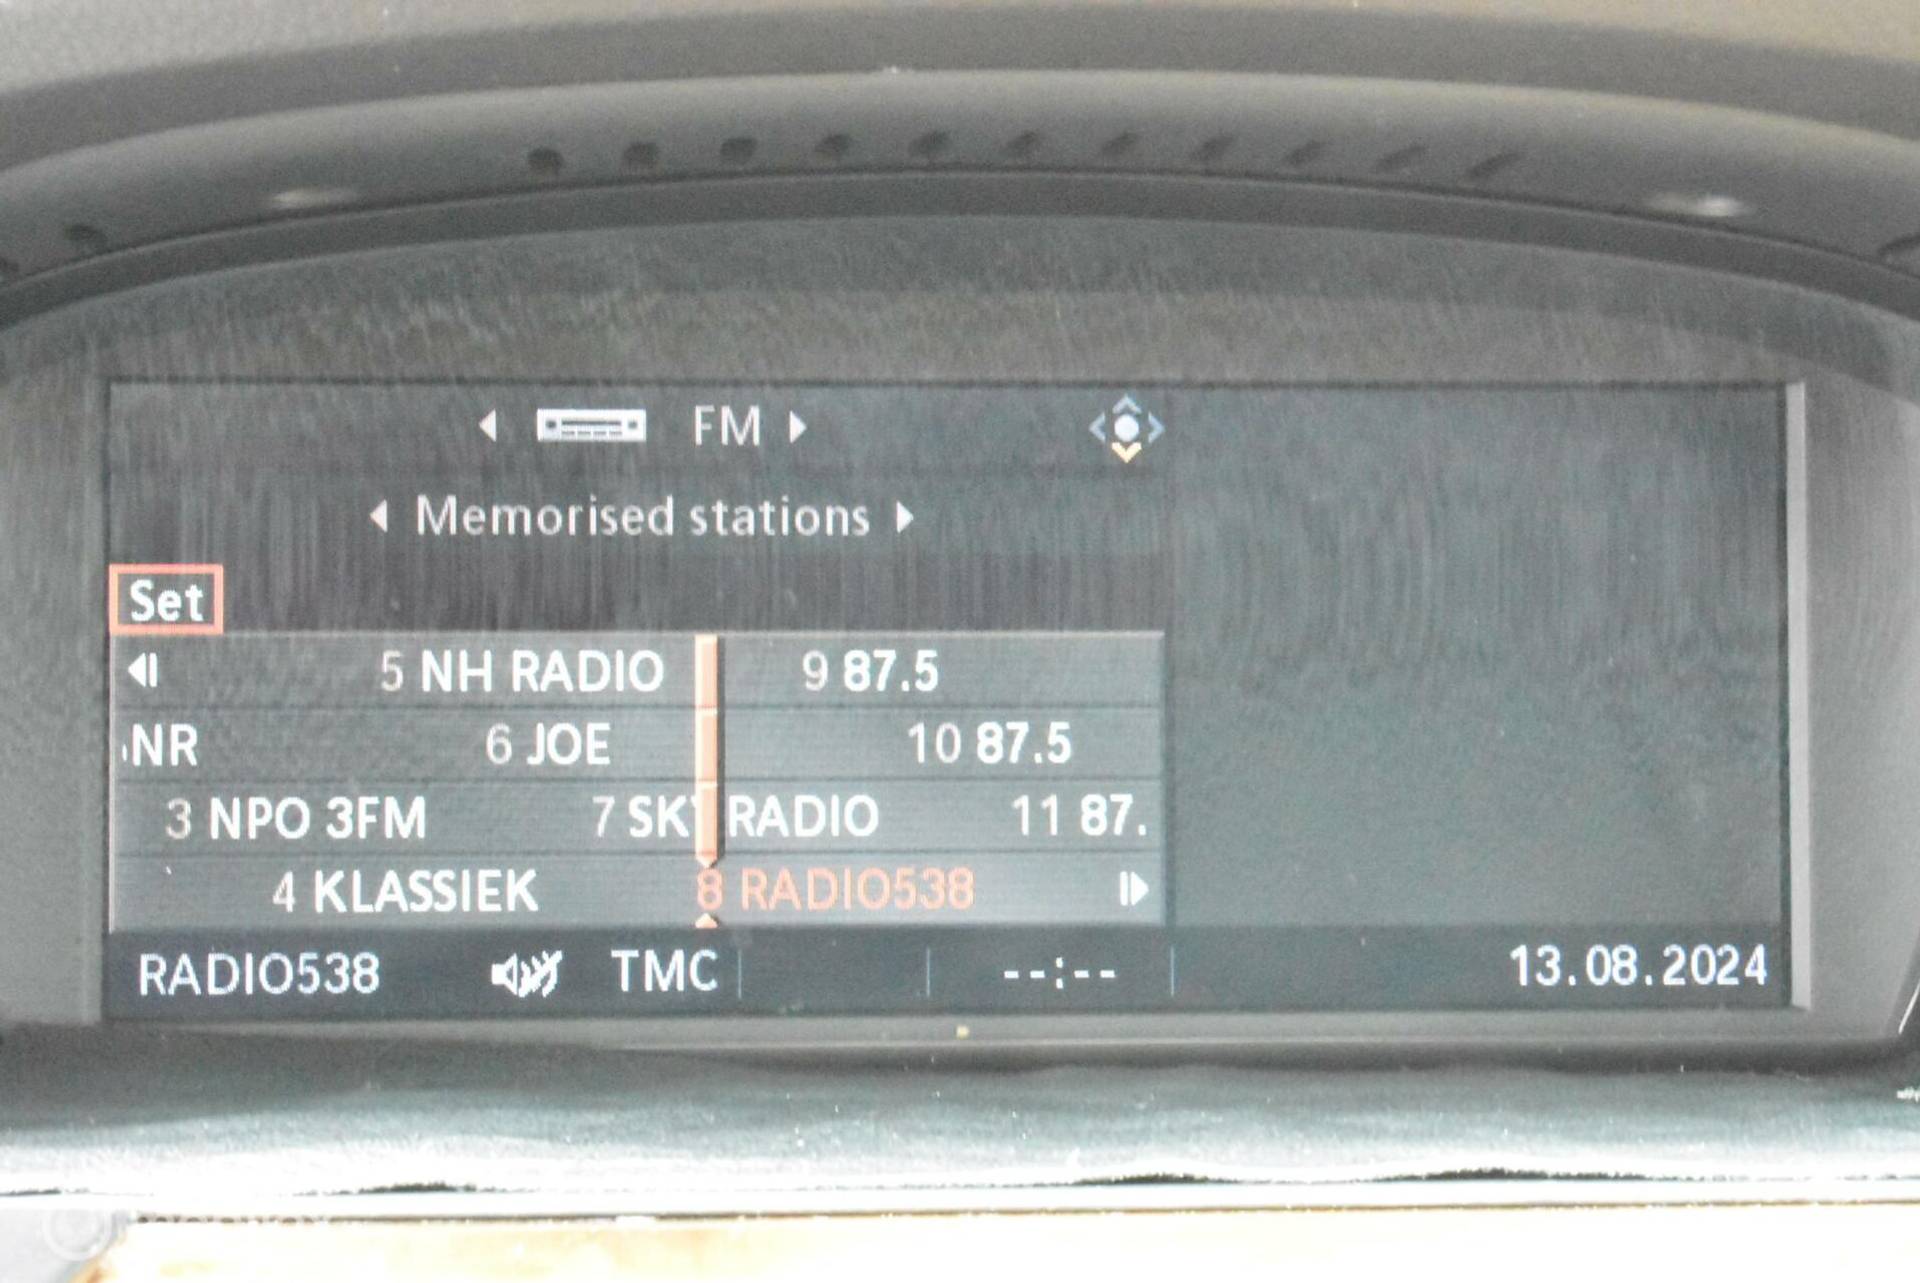 FM
Memorised stations
Set
5 NH RADIO 9 87.5
NR 6 JOE 10 87.5
3 NPO 3FM 7 SKY RADIO 11 87.
4 KLASSIEK 8 RADIO538
RADIO538 TMC --:-- 13.08.2024